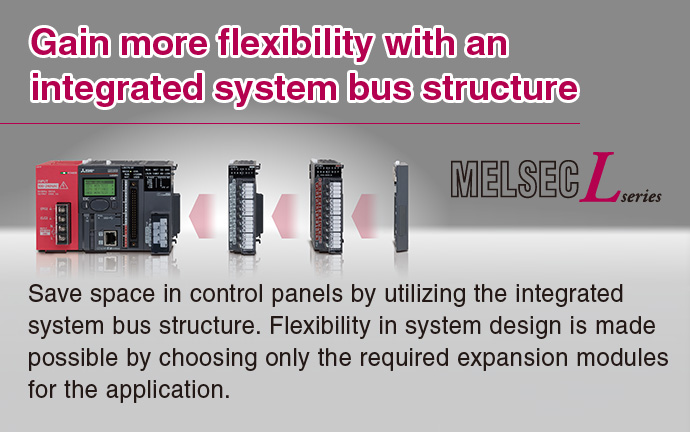 Gain more flexibility with an
integrated system bus structure
MITSUBISHI
MELSEC L series
Save space in control panels by utilizing the integrated
system bus structure. Flexibility in system design is made
possible by choosing only the required expansion modules
for the application.